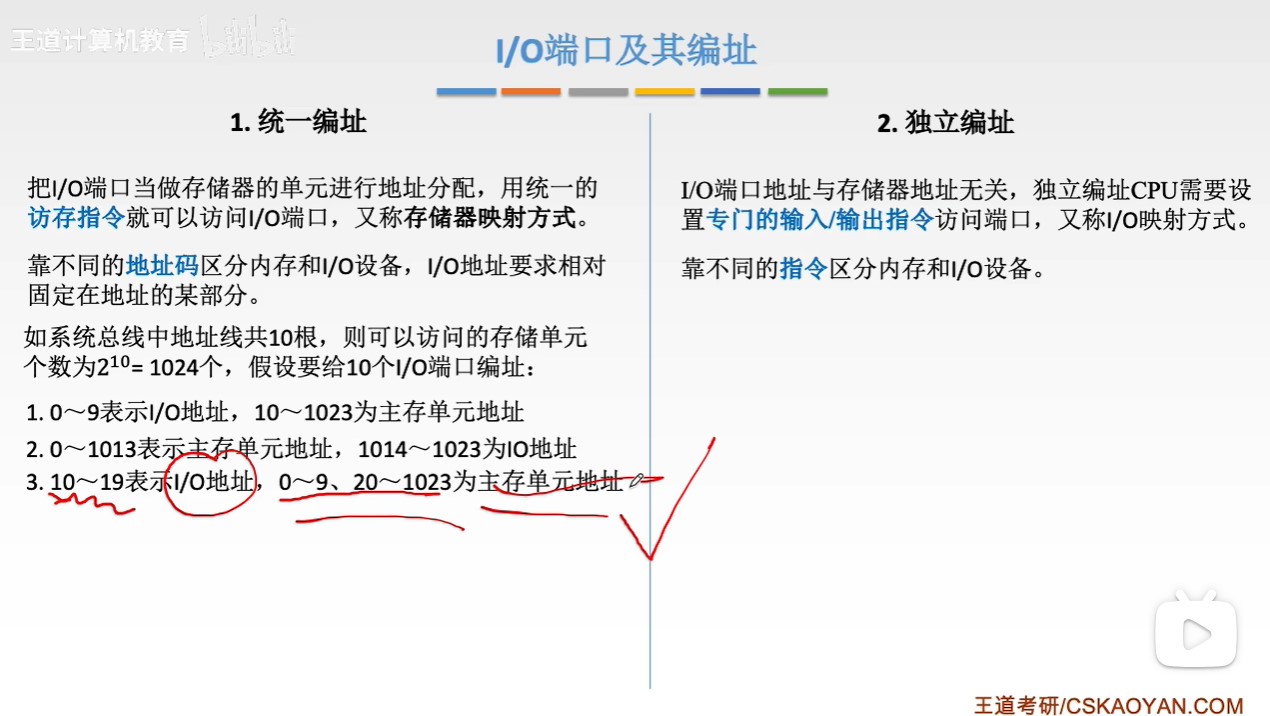 王道计算机教育 bilibili
I/O端口及其编址
1. 统一编址
把I/O端口当做存储器的单元进行地址分配，用统一的
访存指令就可以访问I/O端口，又称存储器映射方式。
靠不同的地址码区分内存和I/O设备，I/O地址要求相对
固定在地址的某部分。
如系统总线中地址线共10根，则可以访问的存储单元
个数为2¹⁰= 1024个，假设要给10个I/O端口编址：
1. 0～9表示I/O地址，10～1023为主存单元地址
2. 0～1013表示主存单元地址，1014～1023为IO地址
3. 10～19表示I/O地址，0～9、20～1023为主存单元地址
2. 独立编址
I/O端口地址与存储器地址无关，独立编址CPU需要设
置专门的输入/输出指令访问端口，又称I/O映射方式。
靠不同的指令区分内存和I/O设备。
王道考研/CSKAOYAN.COM